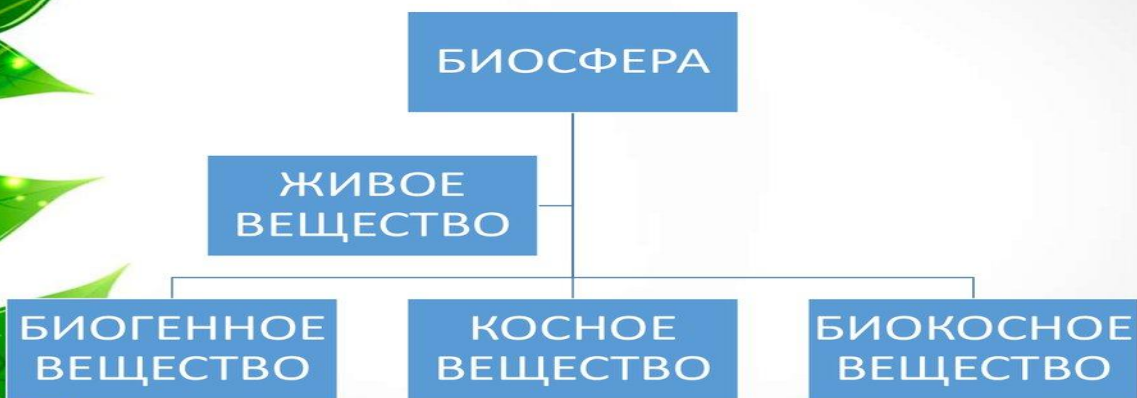 БИОСФЕРА
ЖИВОЕ
ВЕЩЕСТВО
БИОГЕННОЕ
ВЕЩЕСТВО
КОСНОЕ
ВЕЩЕСТВО
БИОКОСНОЕ
ВЕЩЕСТВО